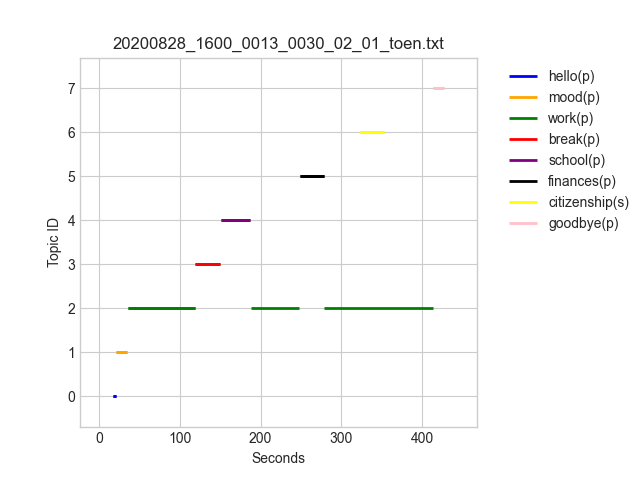 20200828_1600_0013_0030_02_01_toen.txt
7
6
5
4
3
2
1
0
Topic ID
0 100 200 300 400
Seconds
hello(p)
mood(p)
work(p)
break(p)
school(p)
finances(p)
citizenship(s)
goodbye(p)